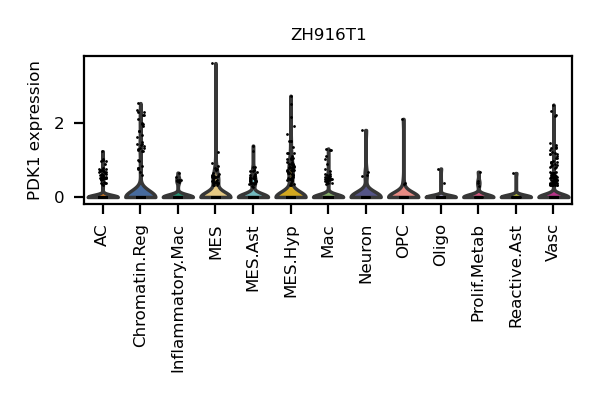 ZH916T1
PDK1 expression
2
0
AC
Chromatin.Reg
Inflammatory.Mac
MES
MES.Ast
MES.Hyp
Mac
Neuron
OPC
Oligo
Prolif.Metab
Reactive.Ast
Vasc